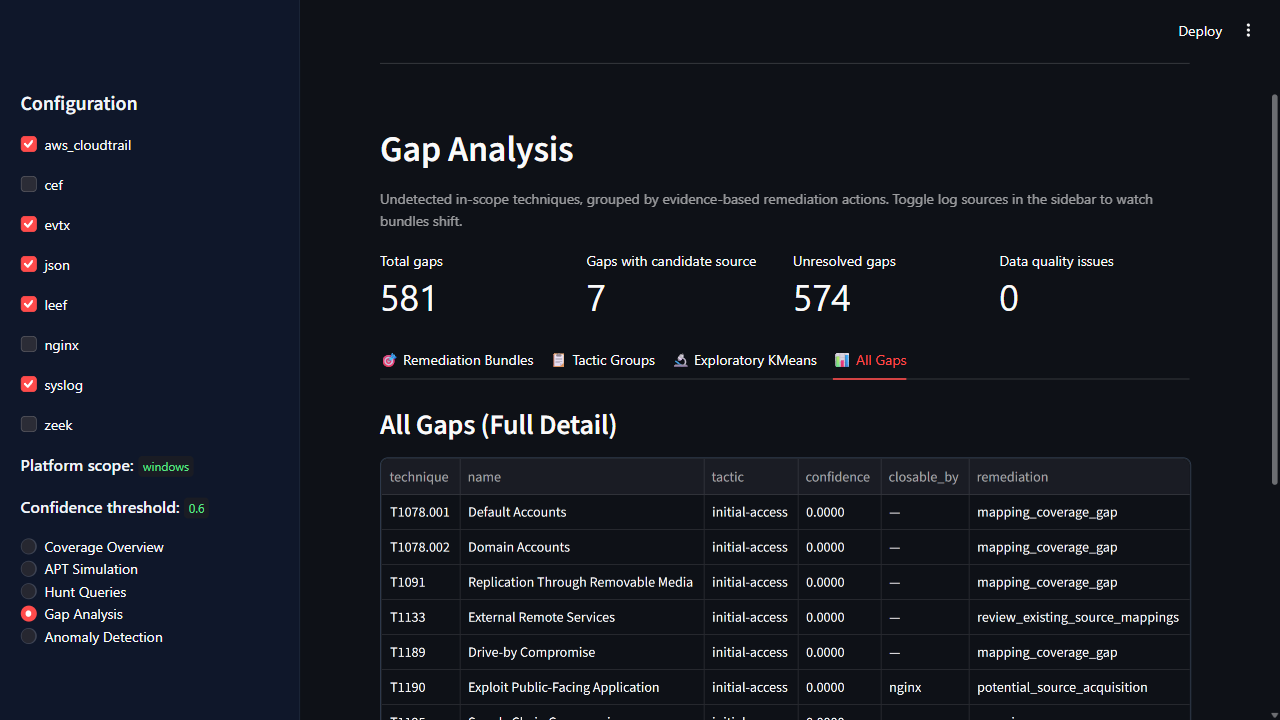 Deploy
Configuration
aws_cloudtrail
cef
evtx
json
leef
nginx
syslog
zeek
Platform scope: windows
Confidence threshold: 0.6
Coverage Overview
APT Simulation
Hunt Queries
Gap Analysis
Anomaly Detection
Gap Analysis
Undetected in-scope techniques, grouped by evidence-based remediation actions. Toggle log sources in the sidebar to watch
bundles shift.
Total gaps Gaps with candidate source Unresolved gaps Data quality issues
581 7 574 0
Remediation Bundles Tactic Groups Exploratory KMeans All Gaps
All Gaps (Full Detail)
technique name tactic confidence closable_by remediation
T1078.001 Default Accounts initial-access 0.0000 — mapping_coverage_gap
T1078.002 Domain Accounts initial-access 0.0000 — mapping_coverage_gap
T1091 Replication Through Removable Media initial-access 0.0000 — mapping_coverage_gap
T1133 External Remote Services initial-access 0.0000 — review_existing_source_mappings
T1189 Drive-by Compromise initial-access 0.0000 — mapping_coverage_gap
T1190 Exploit Public-Facing Application initial-access 0.0000 nginx potential_source_acquisition